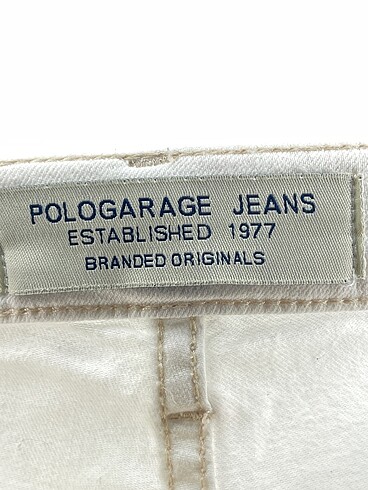 POLOGARAGE JEANS
ESTABLISHED 1977
BRANDED ORIGINALS